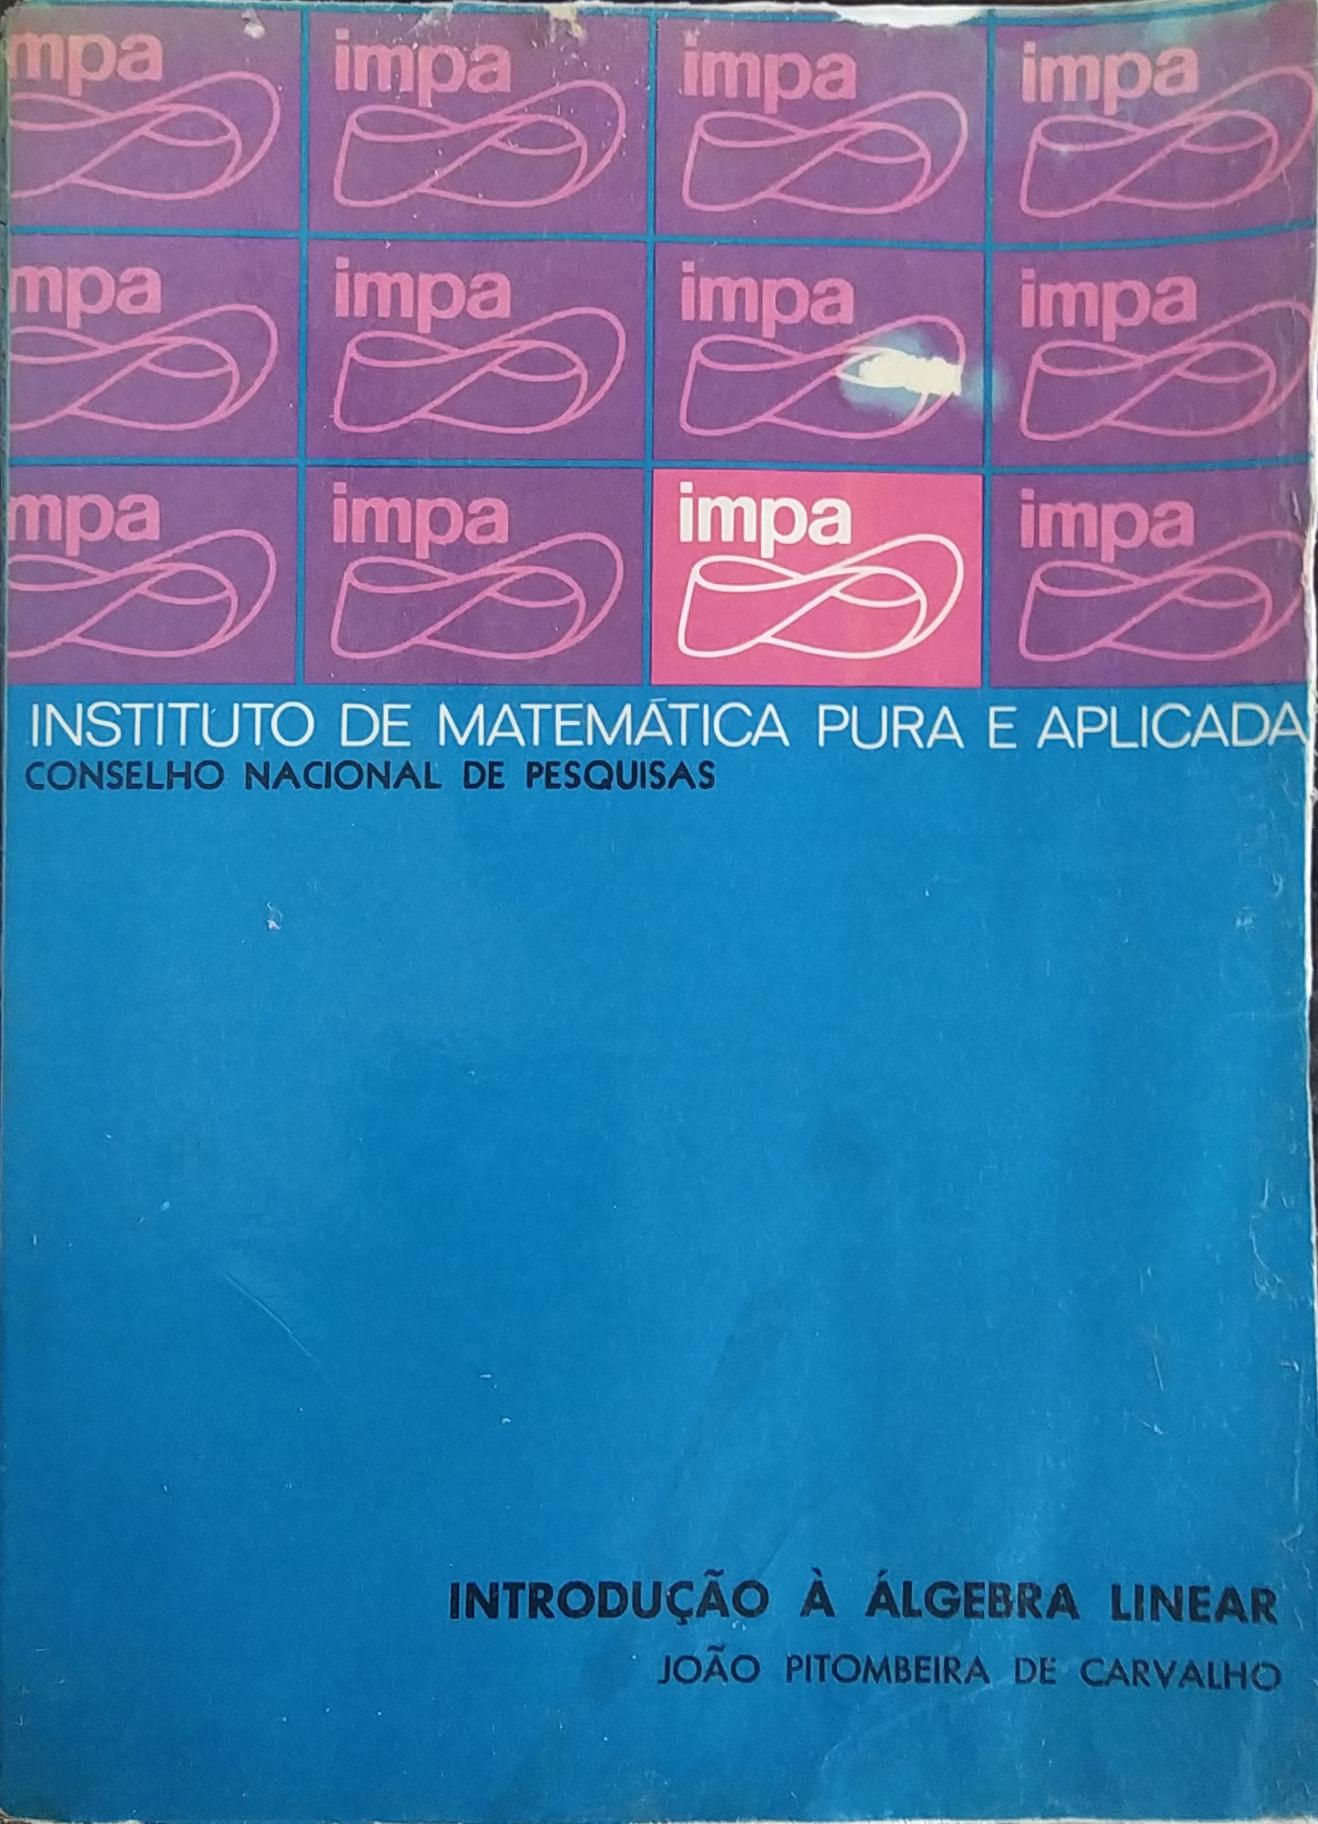 mpa impa impa impa
mpa impa impa impa
mpa impa impa impa
INSTITUTO DE MATEMÁTICA PURA E APLICADA
CONSELHO NACIONAL DE PESQUISAS
INTRODUÇÃO À ÁLGEBRA LINEAR
JOÃO PITOMBEIRA DE CARVALHO